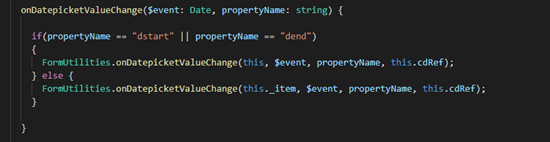 onDatepicketValueChange($event: Date, propertyName: string) {
if(propertyName == "dstart" || propertyName == "dend")
{
FormUtilities.onDatepicketValueChange(this, $event, propertyName, this.cdRef);
} else {
FormUtilities.onDatepicketValueChange(this._item, $event, propertyName, this.cdRef);
}
}